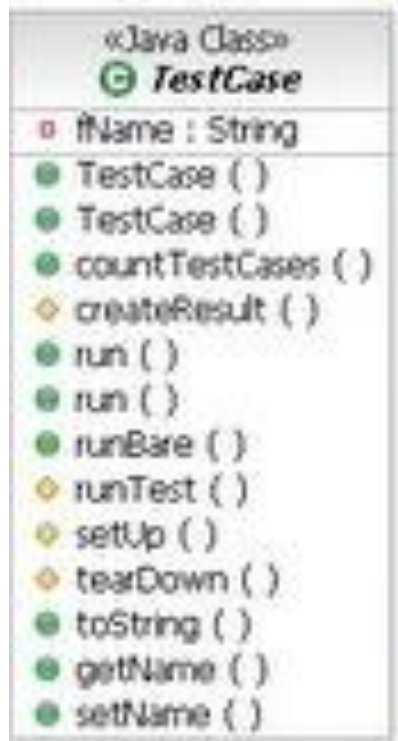 «Java Class»
TestCase
fName : String
TestCase ( )
TestCase ( )
countTestCases ( )
createResult ( )
run ( )
run ( )
runBare ( )
runTest ( )
setUp ( )
tearDown ( )
toString ( )
getName ( )
setName ( )